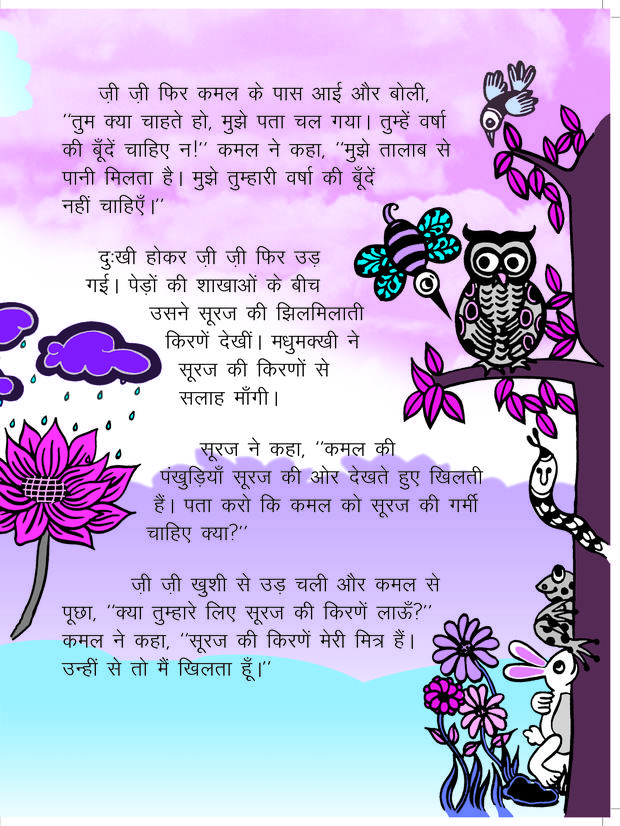 ज़ी ज़ी फिर कमल के पास आई और बोली,
‘‘तुम क्या चाहते हो, मुझे पता चल गया। तुम्हें वर्षा
की बूँदें चाहिए न!’’ कमल ने कहा, ‘‘मुझे तालाब से
पानी मिलता है। मुझे तुम्हारी वर्षा की बूँदें
नहीं चाहिएँ।’’
दुःखी होकर ज़ी ज़ी फिर उड़
गई। पेड़ों की शाखाओं के बीच
उसने सूरज की झिलमिलाती
किरणें देखीं। मधुमक्खी ने
सूरज की किरणों से
सलाह माँगी।
सूरज ने कहा, ‘‘कमल की
पंखुड़ियाँ सूरज की ओर देखते हुए खिलती
हैं। पता करो कि कमल को सूरज की गर्मी
चाहिए क्या?’’
ज़ी ज़ी खुशी से उड़ चली और कमल से
पूछा, ‘‘क्या तुम्हारे लिए सूरज की किरणें लाऊँ?’’
कमल ने कहा, ‘‘सूरज की किरणें मेरी मित्र हैं।
उन्हीं से तो मैं खिलता हूँ।’’